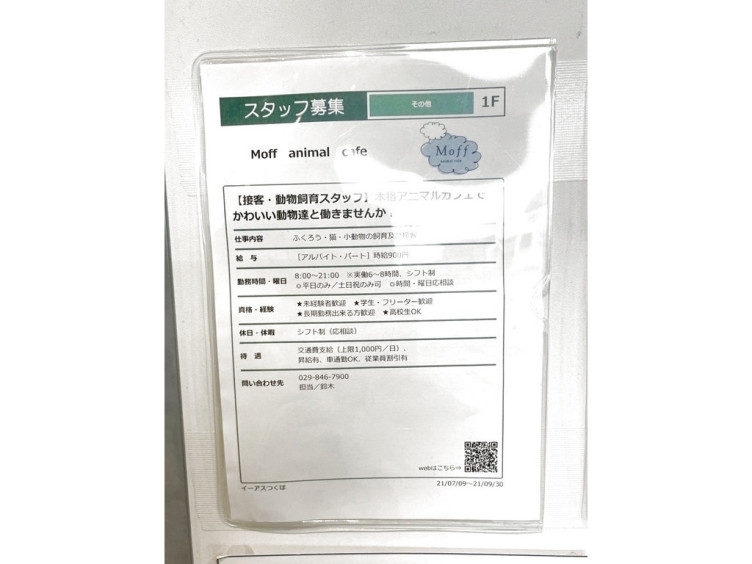 スタッフ募集 その他 1F
Moff animal cafe
Moff
【接客・動物飼育スタッフ】本格アニマルカフェで
かわいい動物達と働きませんか
仕事内容 ふくろう・猫・小動物の飼育及び接客
給 与 [アルバイト・パート] 時給900円
勤務時間・曜日 8:00～21:00 ※実働6～8時間、シフト制
◎平日のみ／土日祝のみ可 ◎時間・曜日応相談
資格・経験 ★未経験者歓迎 ★学生・フリーター歓迎
★長期勤務出来る方歓迎 ★高校生OK
休日・休暇 シフト制（応相談）
待 遇 交通費支給（上限1,000円／日）、
昇給有、車通勤OK、従業員割引有
問い合わせ先 029-846-7900
担当／鈴木
webはこちら⇒
イーアスつくば 21/07/09～21/09/30